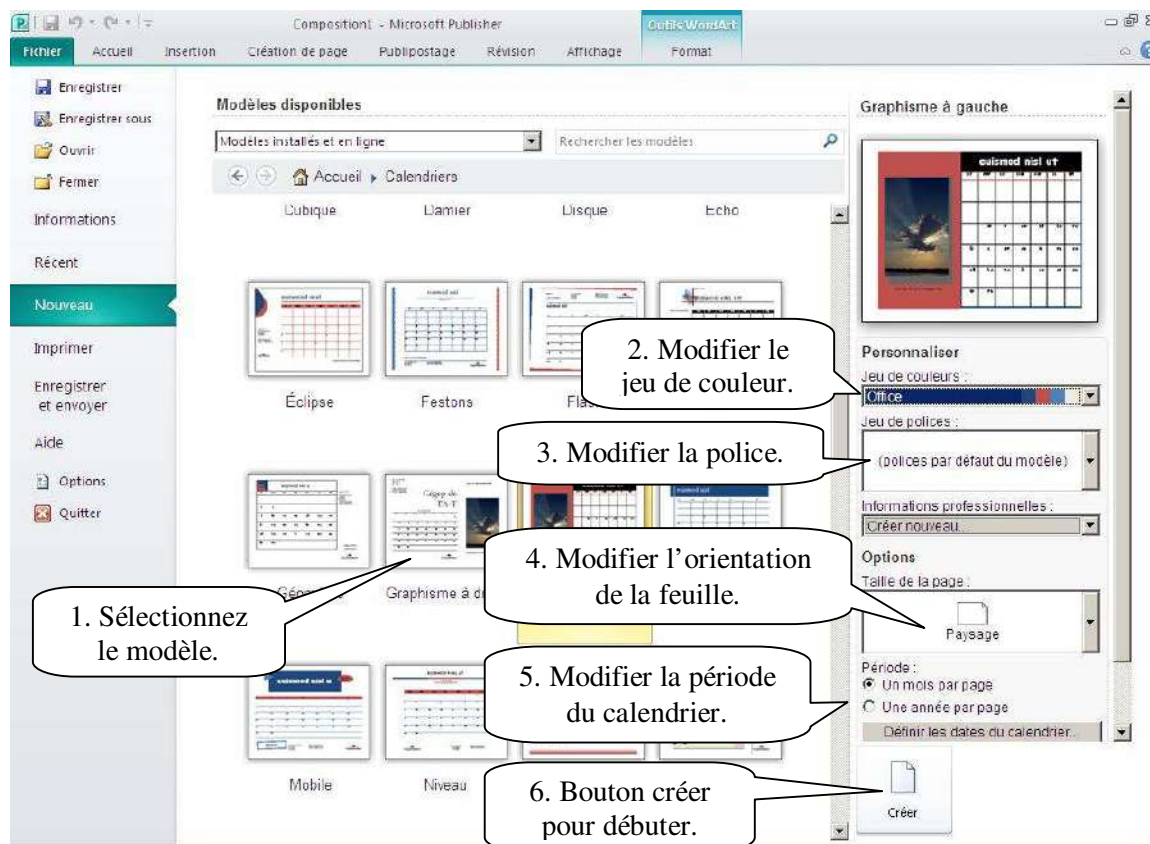 Composition1 - Microsoft Publisher
Outils WordArt
Fichier Accueil Insertion Création de page Publipostage Révision Affichage Format
Enregistrer
Enregistrer sous
Ouvrir
Fermer
Informations
Récent
Nouveau
Imprimer
Enregistrer
et envoyer
Aide
Options
Quitter
Modèles disponibles
Modèles installés et en ligne
Rechercher les modèles
Accueil Calendriers
Cubique Damier Disque Echo
Éclipse Festons
Graphisme à
Mobile Niveau
1. Sélectionnez
le modèle.
Graphisme à gauche
euismod nisl ut
2. Modifier le
jeu de couleur.
Personnaliser
Jeu de couleurs :
Office
Jeu de polices :
3. Modifier la police.
(polices par défaut du modèle)
Informations professionnelles :
Créer nouveau...
4. Modifier l’orientation
de la feuille.
Options
Taille de la page :
Paysage
5. Modifier la période
du calendrier.
Période :
Un mois par page
Une année par page
Définir les dates du calendrier...
6. Bouton créer
pour débuter.
Créer